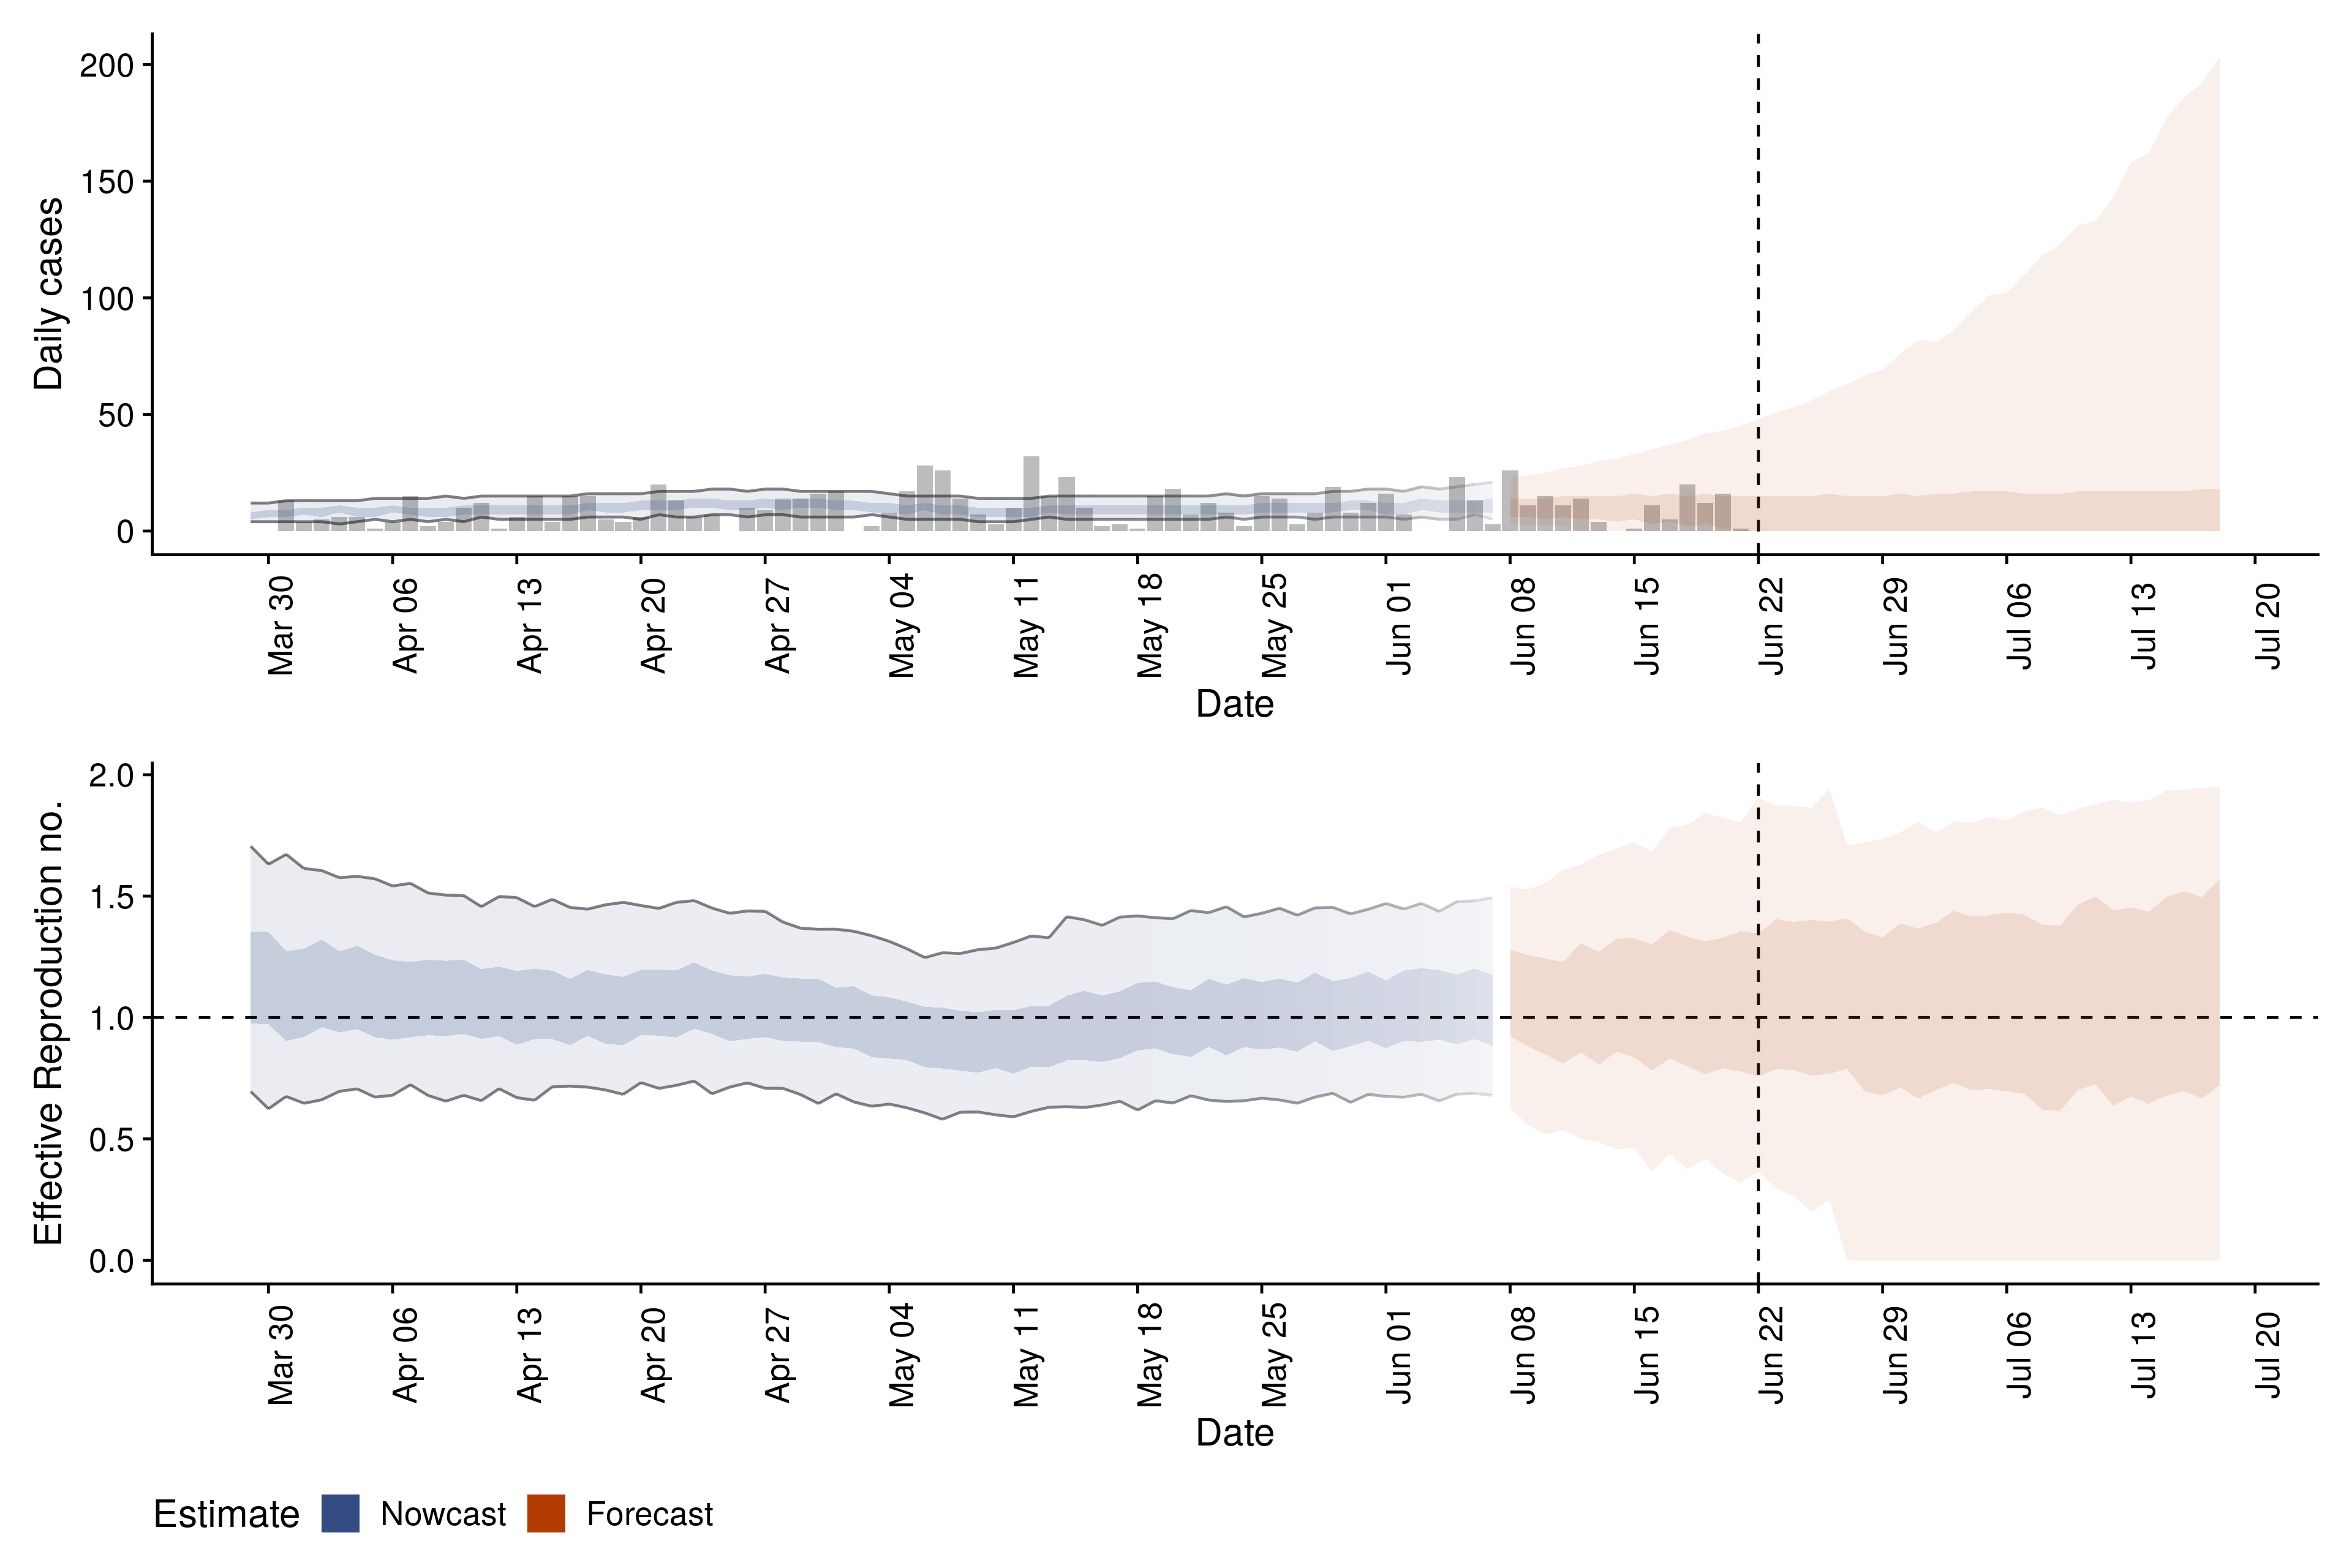 200
150
100
50
0
Daily cases
Mar 30 Apr 06 Apr 13 Apr 20 Apr 27 May 04 May 11 May 18 May 25 Jun 01 Jun 08 Jun 15 Jun 22 Jun 29 Jul 06 Jul 13 Jul 20
Date
2.0
1.5
1.0
0.5
0.0
Effective Reproduction no.
Mar 30 Apr 06 Apr 13 Apr 20 Apr 27 May 04 May 11 May 18 May 25 Jun 01 Jun 08 Jun 15 Jun 22 Jun 29 Jul 06 Jul 13 Jul 20
Date
Estimate Nowcast Forecast